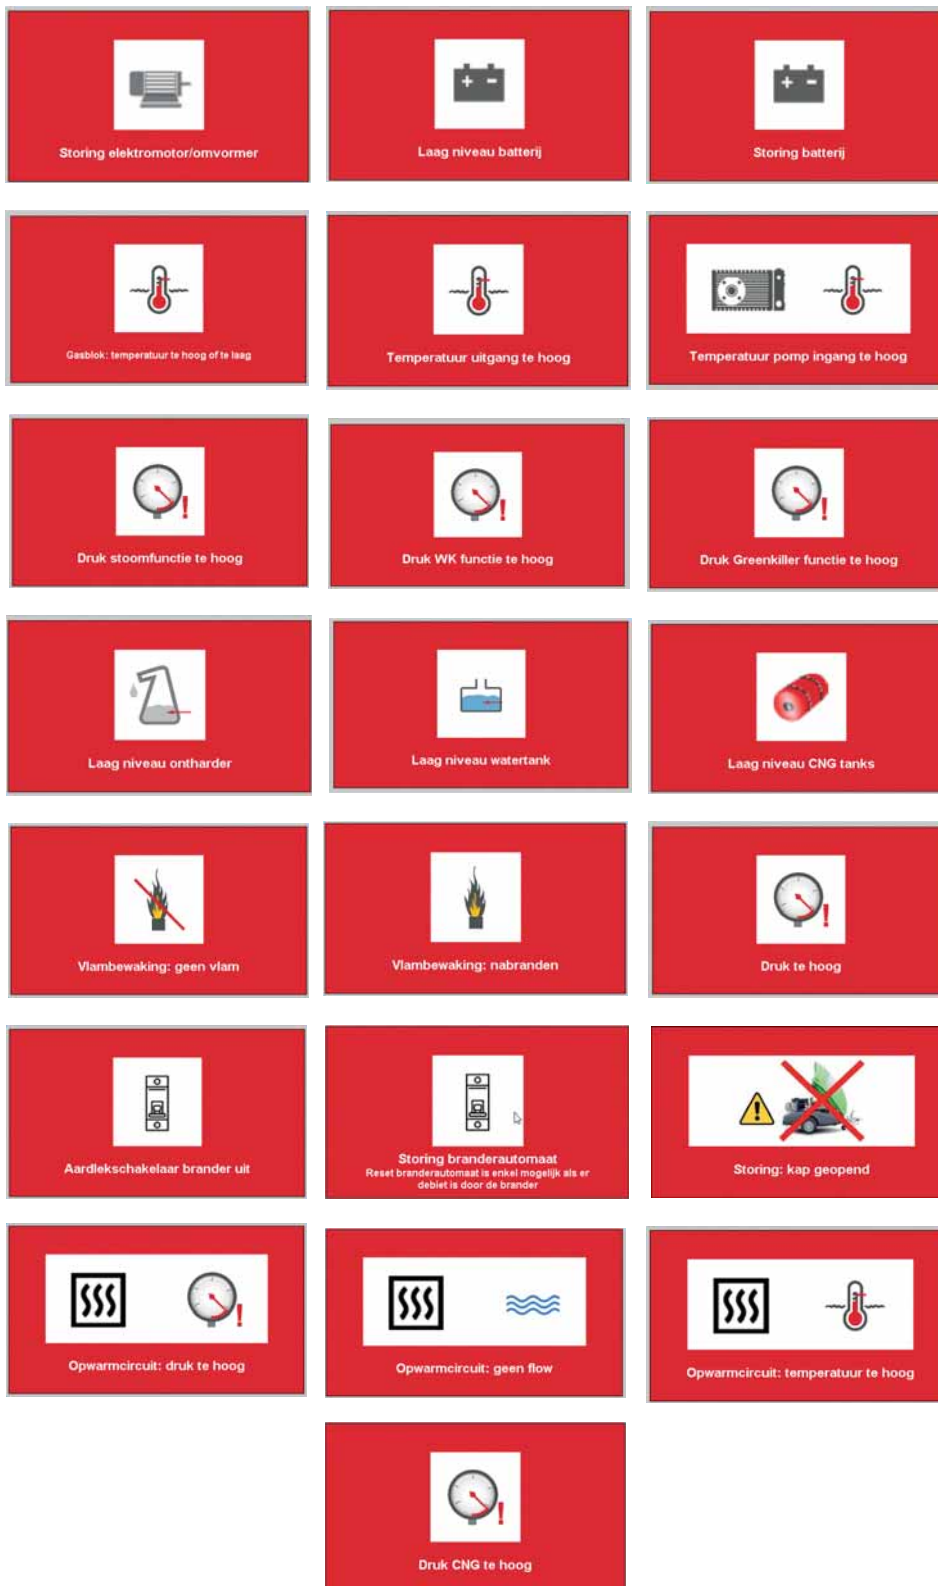 Storing elektromotor/omvormer
Laag niveau batterij
Storing batterij
Gasblok: temperatuur te hoog of te laag
Temperatuur uitgang te hoog
Temperatuur pomp ingang te hoog
Druk stoomfunctie te hoog
Druk WK functie te hoog
Druk Greenkiller functie te hoog
Laag niveau ontharder
Laag niveau watertank
Laag niveau CNG tanks
Vlambewaking: geen vlam
Vlambewaking: nabranden
Druk te hoog
Aardlekschakelaar brander uit
Storing branderautomaat
Reset branderautomaat is enkel mogelijk als er
debiet is door de brander
Storing: kap geopend
Opwarmcircuit: druk te hoog
Opwarmcircuit: geen flow
Opwarmcircuit: temperatuur te hoog
Druk CNG te hoog